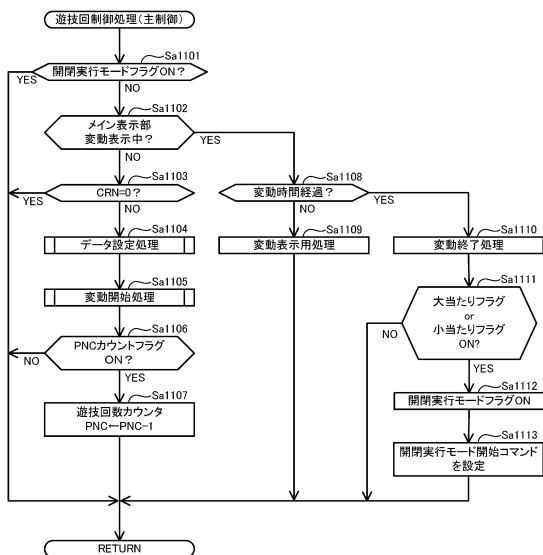 遊技回制御処理(主制御)
Sa1101
開閉実行モードフラグON?
YES
NO
Sa1102
メイン表示部
変動表示中?
YES
NO
Sa1103
CRN=0?
YES
NO
Sa1108
変動時間経過?
YES
NO
Sa1104
データ設定処理
Sa1109
変動表示用処理
Sa1110
変動終了処理
Sa1105
変動開始処理
Sa1111
大当たりフラグ
or
小当たりフラグ
ON?
NO
YES
Sa1106
PNCカウントフラグ
ON?
NO
YES
Sa1112
開閉実行モードフラグON
Sa1107
遊技回数カウンタ
PNC←PNC-1
Sa1113
開閉実行モード開始コマンド
を設定
RETURN